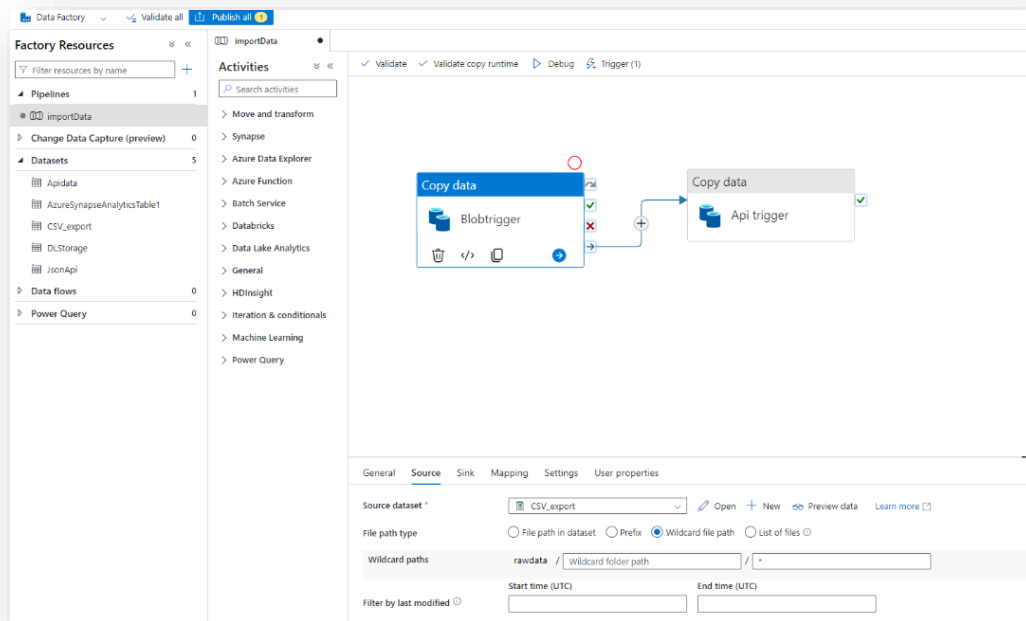 Data Factory
Validate all
Publish all 1
Factory Resources
Filter resources by name
Pipelines 1
importData
Change Data Capture (preview) 0
Datasets 5
Apidata
AzureSynapseAnalyticsTable1
CSV_export
DLStorage
JsonApi
Data flows 0
Power Query 0
importData
Activities
Search activities
Move and transform
Synapse
Azure Data Explorer
Azure Function
Batch Service
Databricks
Data Lake Analytics
General
HDInsight
Iteration & conditionals
Machine Learning
Power Query
Validate Validate copy runtime Debug Trigger (1)
Copy data
Blobtrigger
Copy data
Api trigger
General Source Sink Mapping Settings User properties
Source dataset * CSV_export Open New Preview data Learn more
File path type File path in dataset Prefix Wildcard file path List of files
Wildcard paths rawdata / Wildcard folder path / *
Start time (UTC) End time (UTC)
Filter by last modified